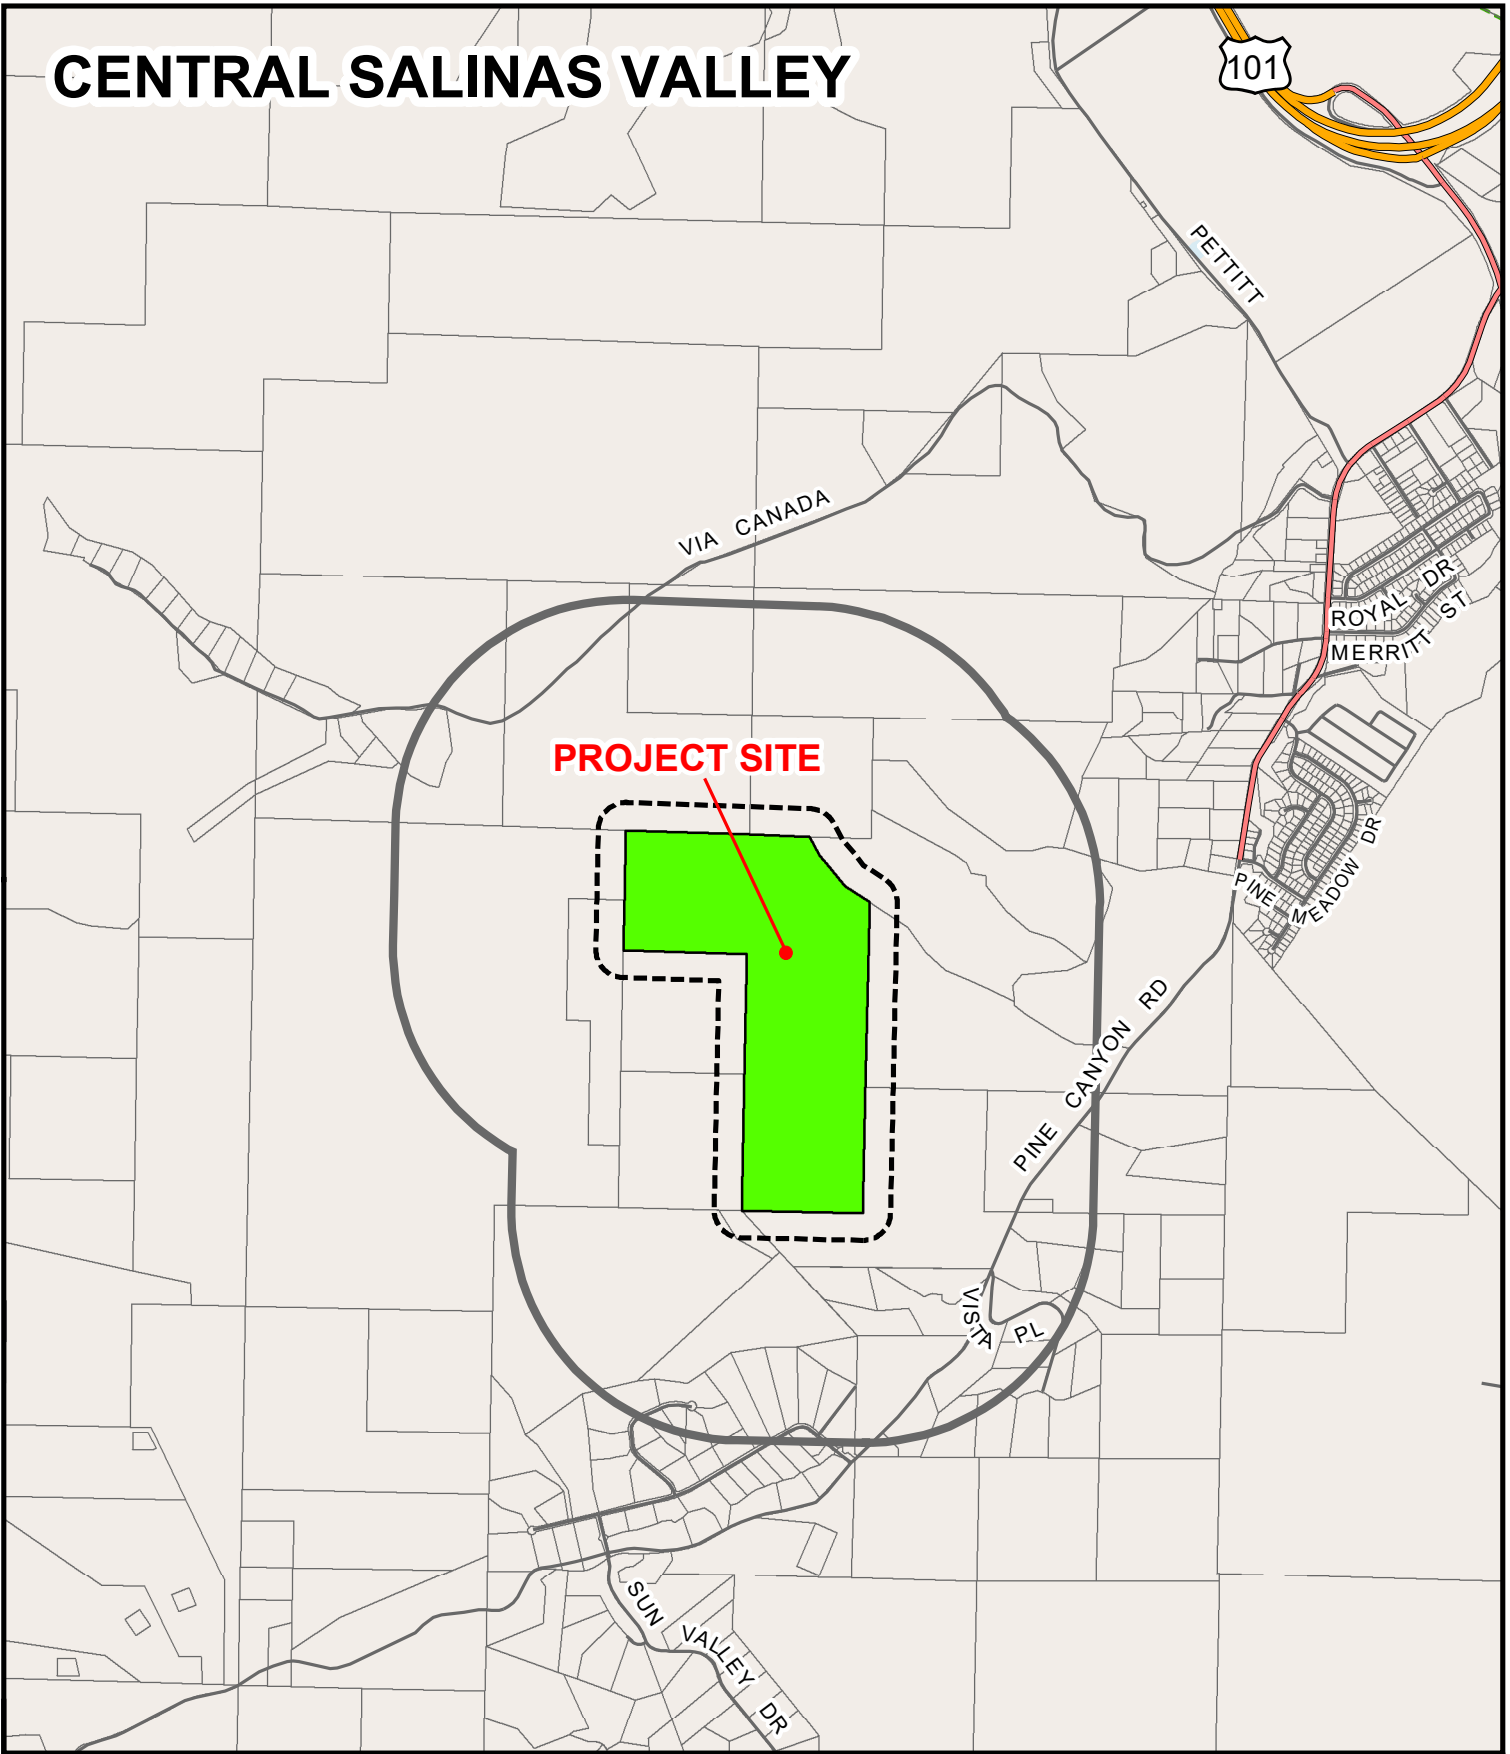 CENTRAL SALINAS VALLEY
101
PETTITT
VIA CANADA
ROYAL DR
MERRITT ST
PROJECT SITE
PINE MEADOW DR
PINE CANYON RD
VISTA PL
SUN VALLEY DR